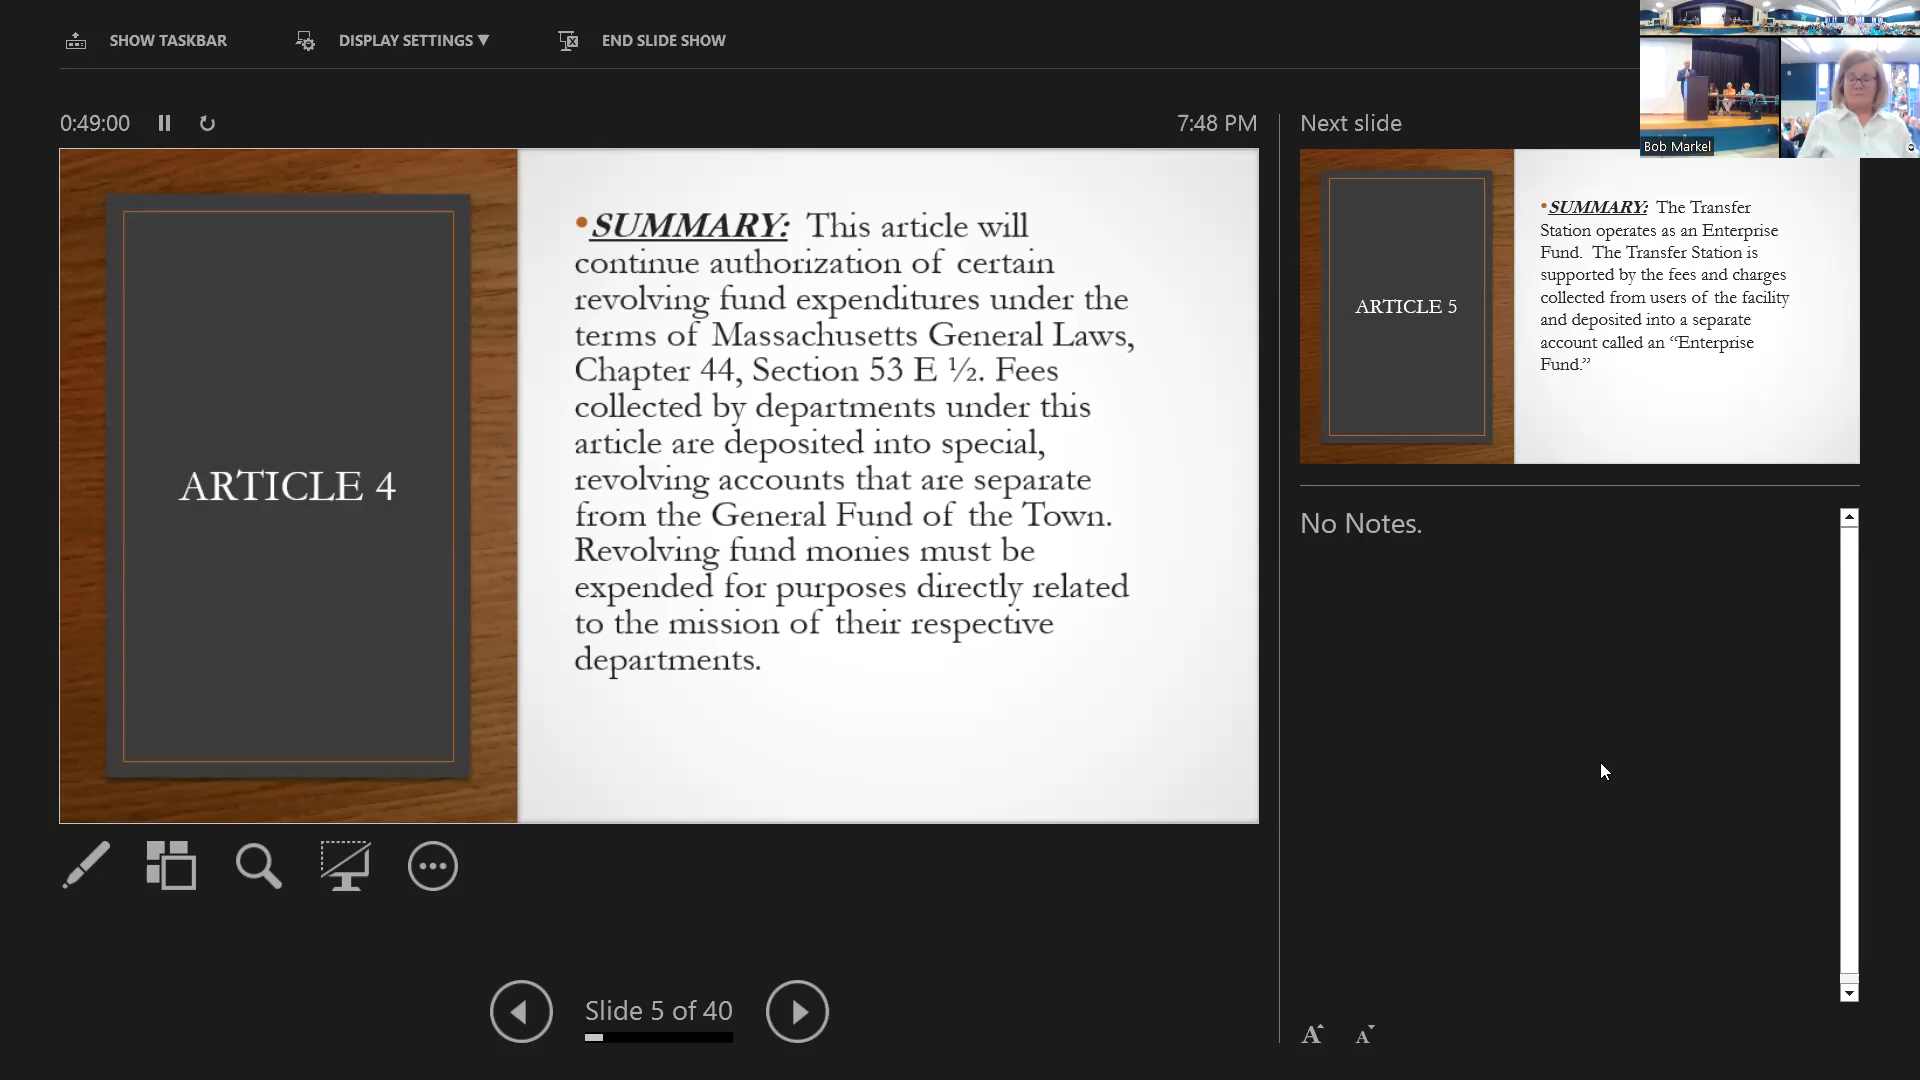 SHOW TASKBAR
DISPLAY SETTINGS ▼
END SLIDE SHOW
0:49:00
7:48 PM
Next slide
Bob Markel
ARTICLE 4
•SUMMARY: This article will
continue authorization of certain
revolving fund expenditures under the
terms of Massachusetts General Laws,
Chapter 44, Section 53 E ½. Fees
collected by departments under this
article are deposited into special,
revolving accounts that are separate
from the General Fund of the Town.
Revolving fund monies must be
expended for purposes directly related
to the mission of their respective
departments.
ARTICLE 5
•SUMMARY: The Transfer
Station operates as an Enterprise
Fund. The Transfer Station is
supported by the fees and charges
collected from users of the facility
and deposited into a separate
account called an “Enterprise
Fund.”
No Notes.
Slide 5 of 40
A A